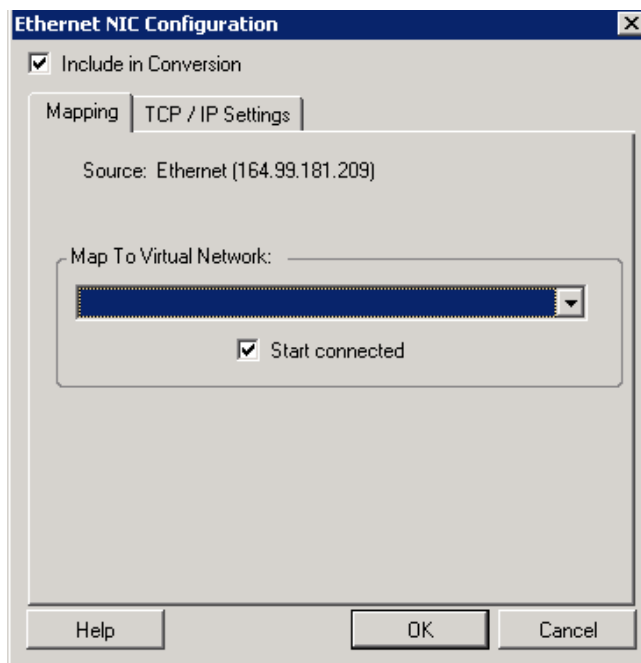 Ethernet NIC Configuration
Include in Conversion
Mapping
TCP / IP Settings
Source: Ethernet (164.99.181.209)
Map To Virtual Network:
Start connected
Help
OK
Cancel